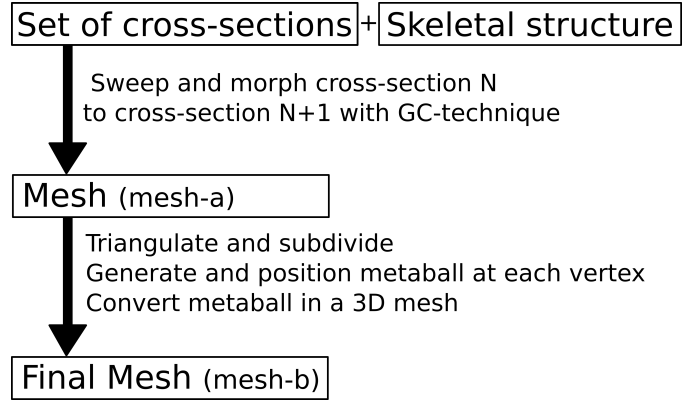 Set of cross-sections + Skeletal structure
Sweep and morph cross-section N
to cross-section N+1 with GC-technique
Mesh (mesh-a)
Triangulate and subdivide
Generate and position metaball at each vertex
Convert metaball in a 3D mesh
Final Mesh (mesh-b)